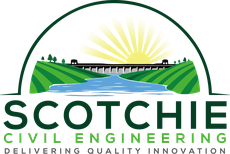 SCOTCHIE
CIVIL ENGINEERING
DELIVERING QUALITY INNOVATION